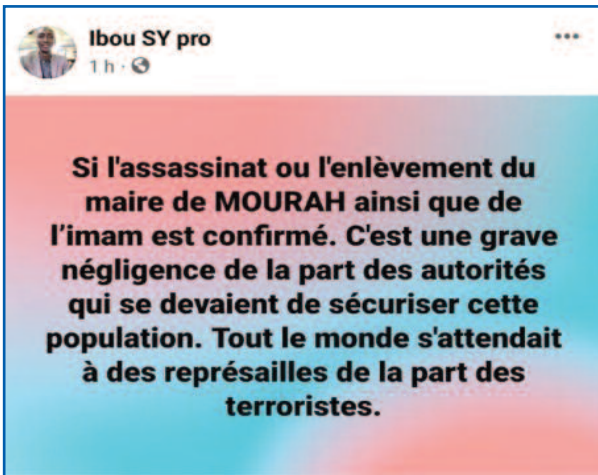 Ibou SY pro
1 h ·
Si l'assassinat ou l'enlèvement du
maire de MOURAH ainsi que de
l'imam est confirmé. C'est une grave
négligence de la part des autorités
qui se devaient de sécuriser cette
population. Tout le monde s'attendait
à des représailles de la part des
terroristes.